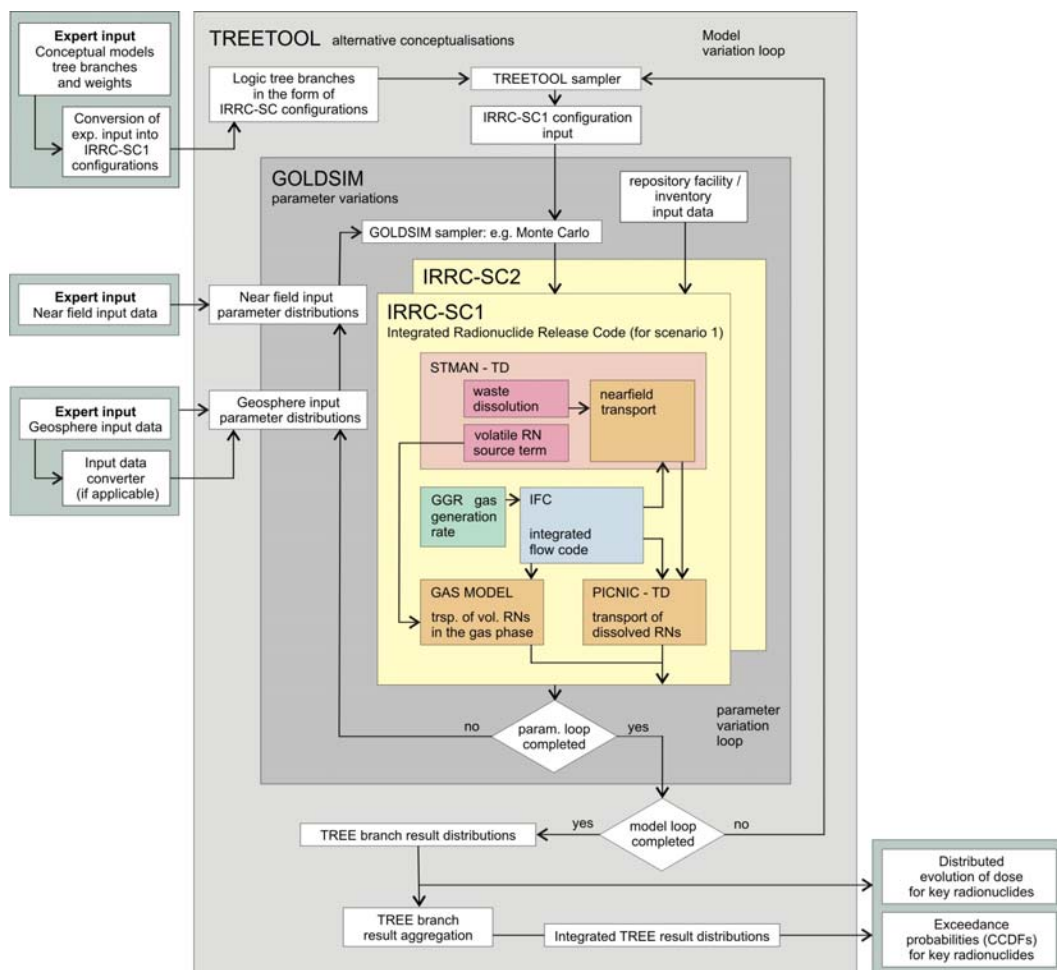 Expert input
Conceptual models
tree branches
and weights
Conversion of
exp. input into
IRRC-SC1
configurations
TREETOOL alternative conceptualisations
Model
variation loop
Logic tree branches
in the form of
IRRC-SC configurations
TREETOOL sampler
IRRC-SC1 configuration
input
GOLDSIM
parameter variations
repository facility /
inventory
input data
GOLDSIM sampler: e.g. Monte Carlo
Expert input
Near field input data
Near field input
parameter distributions
Expert input
Geosphere input data
Input data
converter
(if applicable)
Geosphere input
parameter distributions
IRRC-SC2
IRRC-SC1
Integrated Radionuclide Release Code (for scenario 1)
STMAN - TD
waste
dissolution
nearfield
transport
volatile RN
source term
GGR gas
generation
rate
IFC
integrated
flow code
GAS MODEL
trsp. of vol. RNs
in the gas phase
PICNIC - TD
transport of
dissolved RNs
no
param. loop
completed
yes
parameter
variation
loop
yes
model loop
completed
no
TREE branch result distributions
TREE branch
result aggregation
Integrated TREE result distributions
Distributed
evolution of dose
for key radionuclides
Exceedance
probabilities (CCDFs)
for key radionuclides